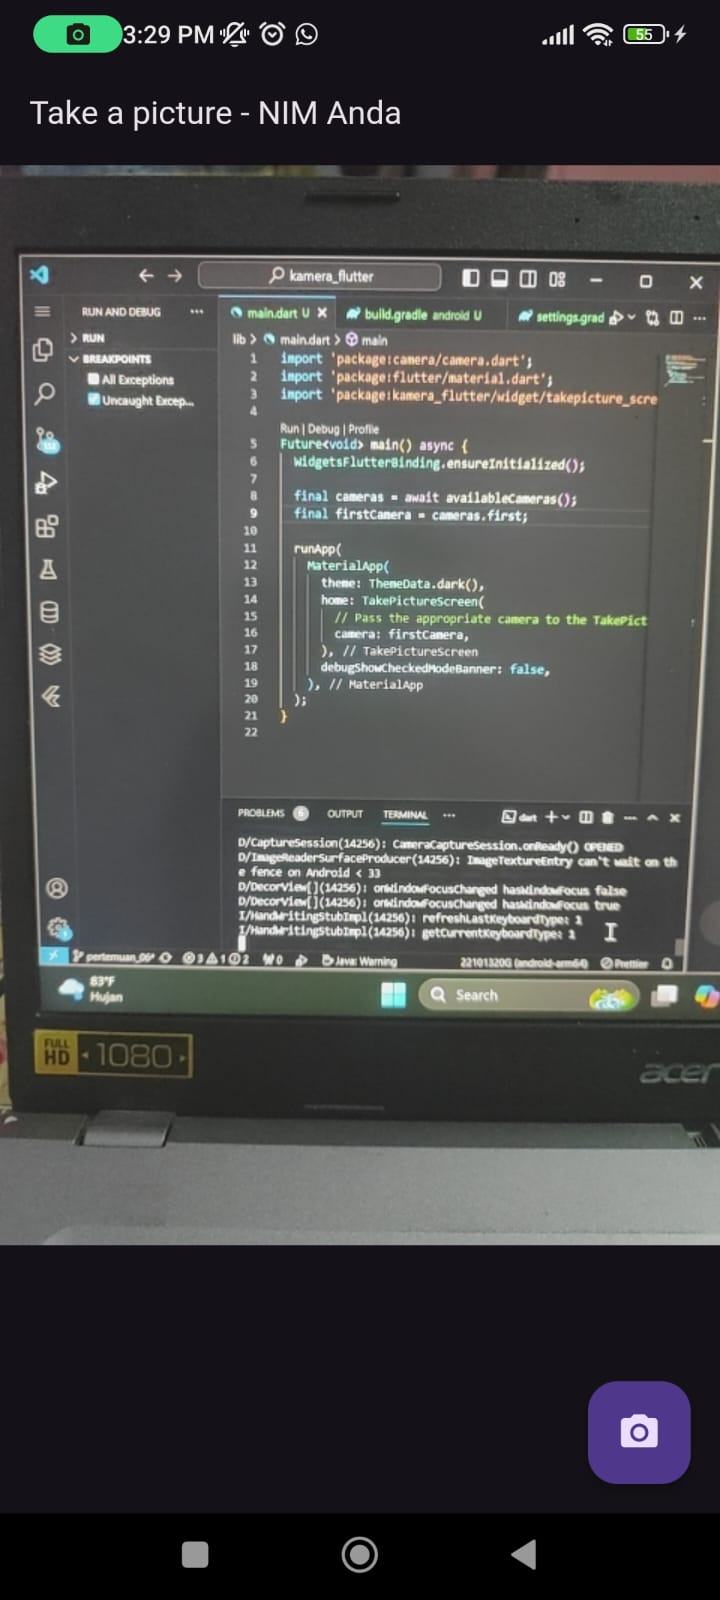 3:29 PM
55
Take a picture - NIM Anda
kamera_flutter
RUN AND DEBUG
main.dart U
build.gradle android U
settings.grad
RUN
BREAKPOINTS
All Exceptions
Uncaught Excep...
lib > main.dart > main
1 import 'package:camera/camera.dart';
2 import 'package:flutter/material.dart';
3 import 'package:kamera_flutter/widget/takepicture_scre
4
Run | Debug | Profile
5 Future<void> main() async {
6 WidgetsFlutterBinding.ensureInitialized();
7
8 final cameras = await availableCameras();
9 final firstCamera = cameras.first;
10
11 runApp(
12 MaterialApp(
13 theme: ThemeData.dark(),
14 home: TakePictureScreen(
15 // Pass the appropriate camera to the TakePict
16 camera: firstCamera,
17 ), // TakePictureScreen
18 debugShowCheckedModeBanner: false,
19 ), // MaterialApp
20 );
21 }
22
PROBLEMS 6 OUTPUT TERMINAL ... dart
D/CaptureSession(14256): CameraCaptureSession.onReady() OPENED
D/ImageReaderSurfaceProducer(14256): ImageTextureEntry can't wait on th
e fence on Android < 33
D/DecorView[](14256): onWindowFocusChanged hasWindowFocus false
D/DecorView[](14256): onWindowFocusChanged hasWindowFocus true
I/HandWritingStubImpl(14256): refreshLastKeyboardType: 1
I/HandWritingStubImpl(14256): getCurrentKeyboardType: 1
3 1 2 0 Java: Warning 22101320G (android-arm64) Prettier
83°F
Hujan
Search
FULL HD 1080
acer